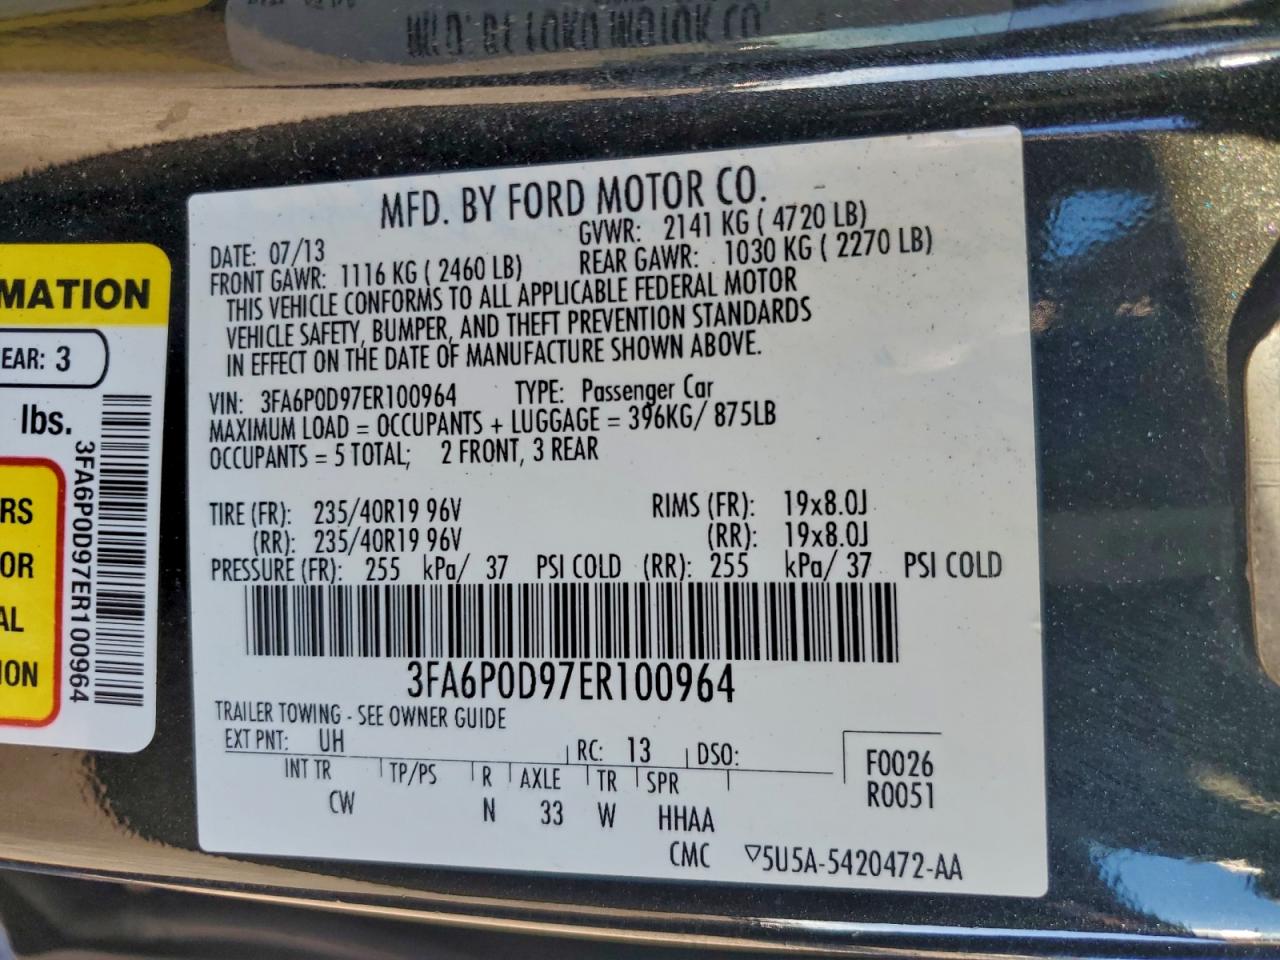 MFD. BY FORD MOTOR CO.
DATE: 07/13
GVWR: 2141 KG ( 4720 LB)
FRONT GAWR: 1116 KG ( 2460 LB)
REAR GAWR: 1030 KG ( 2270 LB)
THIS VEHICLE CONFORMS TO ALL APPLICABLE FEDERAL MOTOR
VEHICLE SAFETY, BUMPER, AND THEFT PREVENTION STANDARDS
IN EFFECT ON THE DATE OF MANUFACTURE SHOWN ABOVE.
VIN: 3FA6P0D97ER100964 TYPE: Passenger Car
MAXIMUM LOAD = OCCUPANTS + LUGGAGE = 396KG/ 875LB
OCCUPANTS = 5 TOTAL; 2 FRONT, 3 REAR
TIRE (FR): 235/40R19 96V RIMS (FR): 19x8.0J
(RR): 235/40R19 96V (RR): 19x8.0J
PRESSURE (FR): 255 kPa/ 37 PSI COLD (RR): 255 kPa/ 37 PSI COLD
3FA6P0D97ER100964
TRAILER TOWING - SEE OWNER GUIDE
EXT PNT: UH RC: 13 DSO:
INT TR TP/PS R AXLE TR SPR
CW N 33 W HHAA
CMC
F0026
R0051
▽5U5A-5420472-AA
MATION
EAR: 3
lbs.
3FA6P0D97ER100964
RS
OR
AL
ION